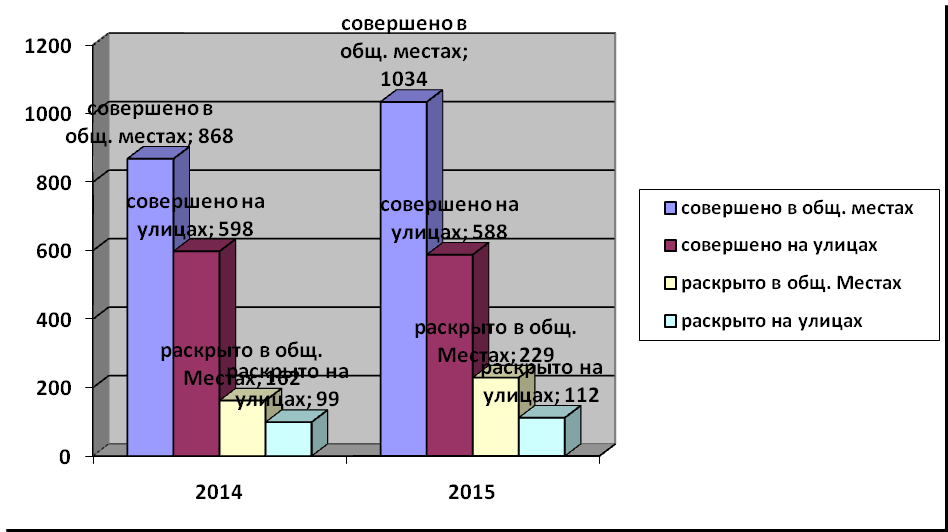 совершено в
общ. местах;
1034
1200
1000
800
600
400
200
0
совершено в
общ. местах; 868
совершено на
улицах; 598
раскрыто в общ.
Местах; 162
раскрыто на
улицах; 99
совершено на
улицах; 588
раскрыто в общ.
Местах; 229
раскрыто на
улицах; 112
2014
2015
совершено в общ. местах
совершено на улицах
раскрыто в общ. Местах
раскрыто на улицах